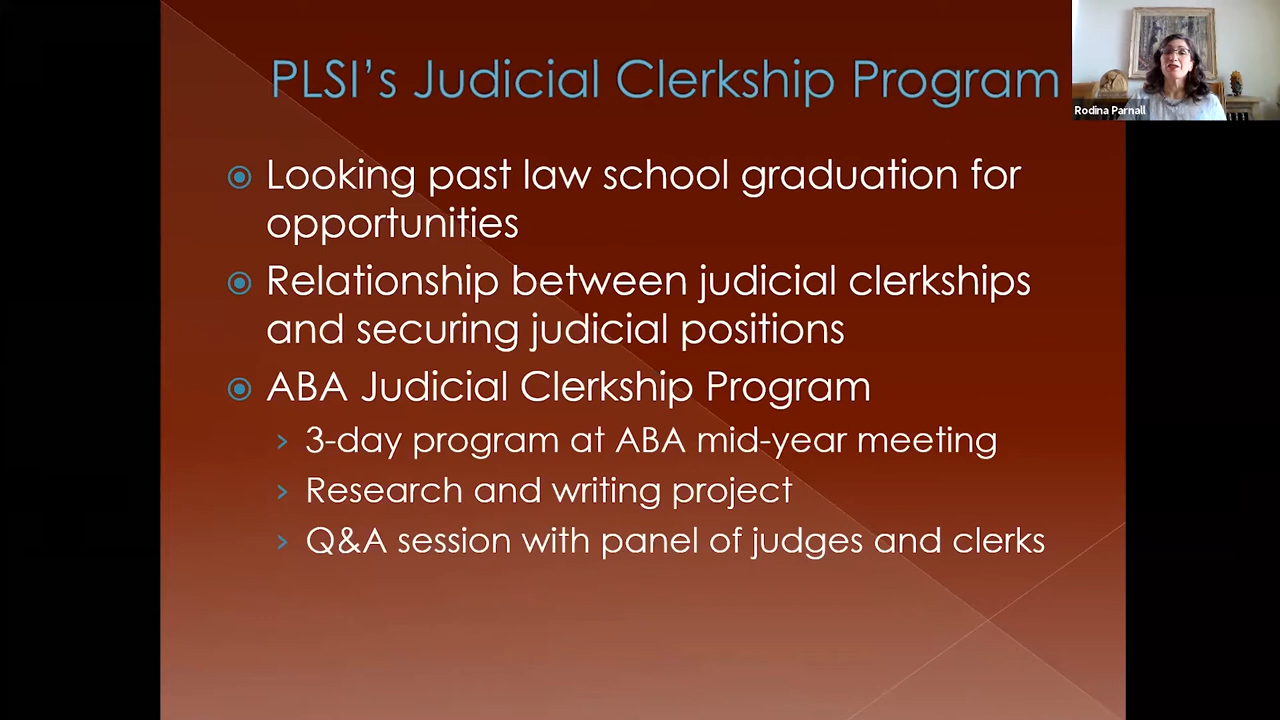 PLSI's Judicial Clerkship Program
Rodina Parnall
Looking past law school graduation for
opportunities
Relationship between judicial clerkships
and securing judicial positions
ABA Judicial Clerkship Program
3-day program at ABA mid-year meeting
Research and writing project
Q&A session with panel of judges and clerks